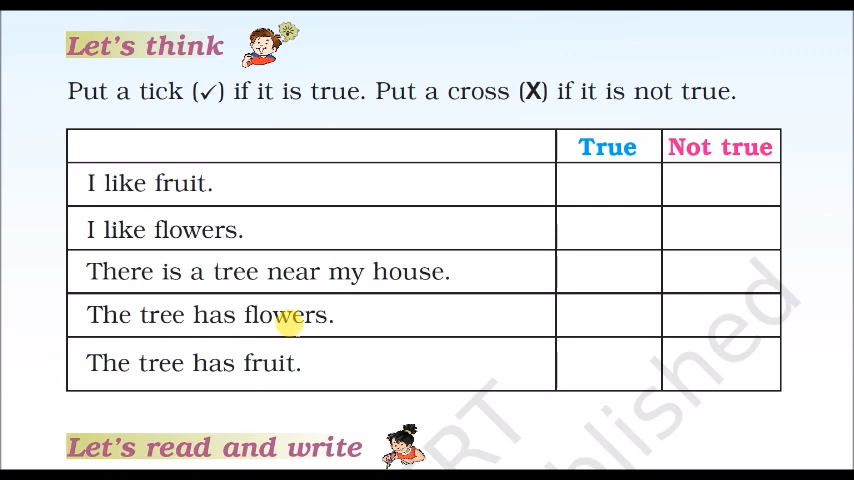 Let's think
Put a tick (✓) if it is true. Put a cross (X) if it is not true.
True Not true
I like fruit.
I like flowers.
There is a tree near my house.
The tree has flowers.
The tree has fruit.
Let's read and write
RT
blished